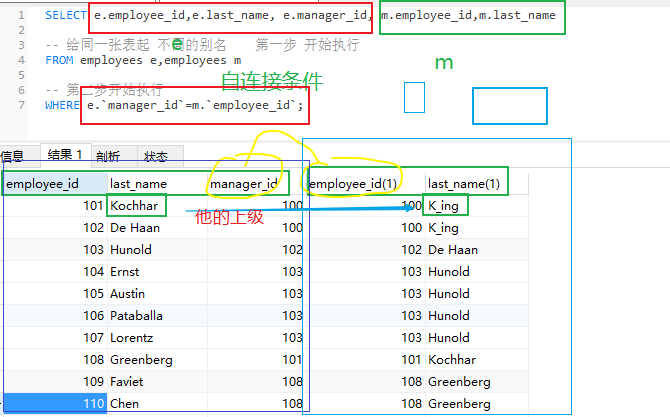 1 SELECT e.employee_id,e.last_name, e.manager_id, m.employee_id,m.last_name
2
3 -- 给同一张表起 不同的别名 第一步 开始执行
e
m
4 FROM employees e,employees m
自连接条件
5
6 -- 第二步开始执行
7 WHERE e.`manager_id`=m.`employee_id`;
信息 结果 1 剖析 状态
employee_id last_name manager_id employee_id(1) last_name(1)
101 Kochhar 100 100 K_ing
他的上级
102 De Haan 100 100 K_ing
103 Hunold 102 102 De Haan
104 Ernst 103 103 Hunold
105 Austin 103 103 Hunold
106 Pataballa 103 103 Hunold
107 Lorentz 103 103 Hunold
108 Greenberg 101 101 Kochhar
109 Faviet 108 108 Greenberg
110 Chen 108 108 Greenberg